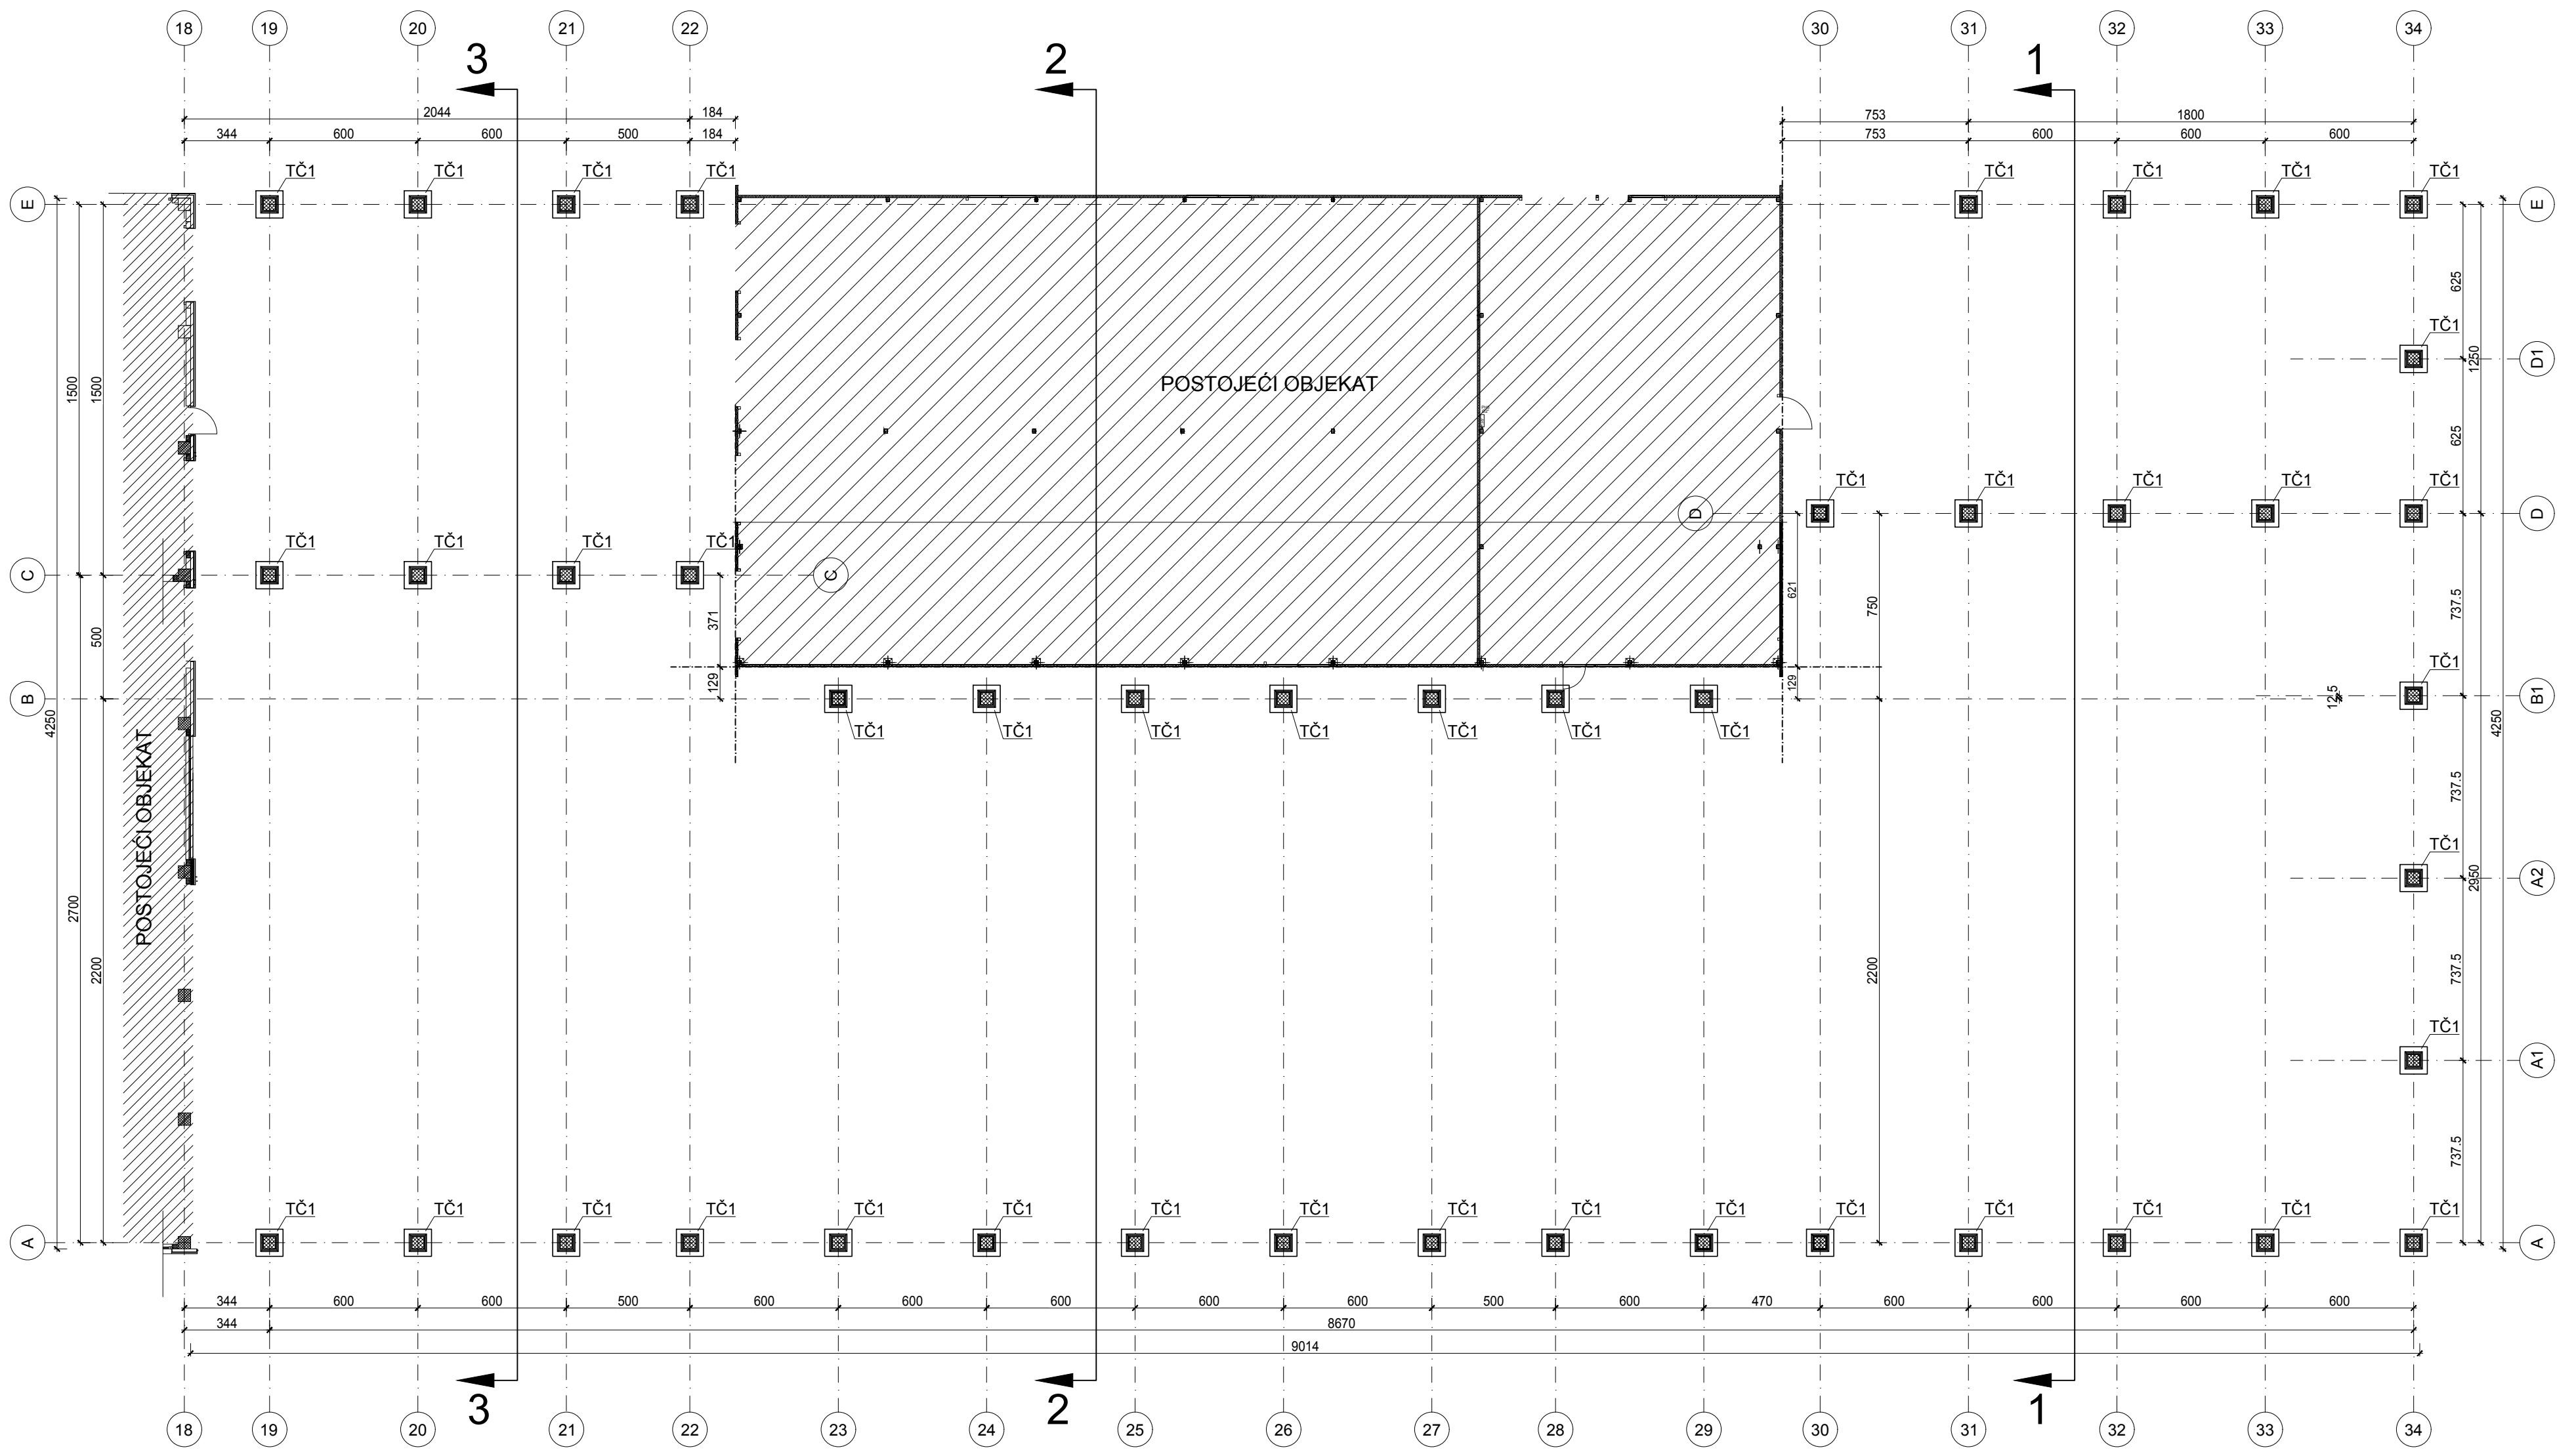 18 19 20 21 22 30 31 32 33 34
3 2 1
2044 184 753 1800
344 600 600 500 184 753 600 600 600
TČ1 TČ1 TČ1 TČ1 TČ1 TČ1 TČ1 TČ1
E E
625
TČ1
D1
1250
1500 1500
POSTOJEĆI OBJEKAT
625
TČ1 TČ1 TČ1 TČ1 TČ1
D D
TČ1 TČ1 TČ1 TČ1
C C
371 621 750 737.5
500
TČ1
B 129 129 12.5 B1
TČ1 TČ1 TČ1 TČ1 TČ1 TČ1 TČ1
4250 4250
737.5
POSTOJEĆI OBJEKAT
TČ1
A2
2950
2700
2200 2200 737.5
TČ1
A1
737.5
TČ1 TČ1 TČ1 TČ1 TČ1 TČ1 TČ1 TČ1 TČ1 TČ1 TČ1 TČ1 TČ1 TČ1 TČ1 TČ1
A A
344 600 600 500 600 600 600 600 600 500 600 470 600 600 600 600
344 8670
9014
3 2 1
18 19 20 21 22 23 24 25 26 27 28 29 30 31 32 33 34